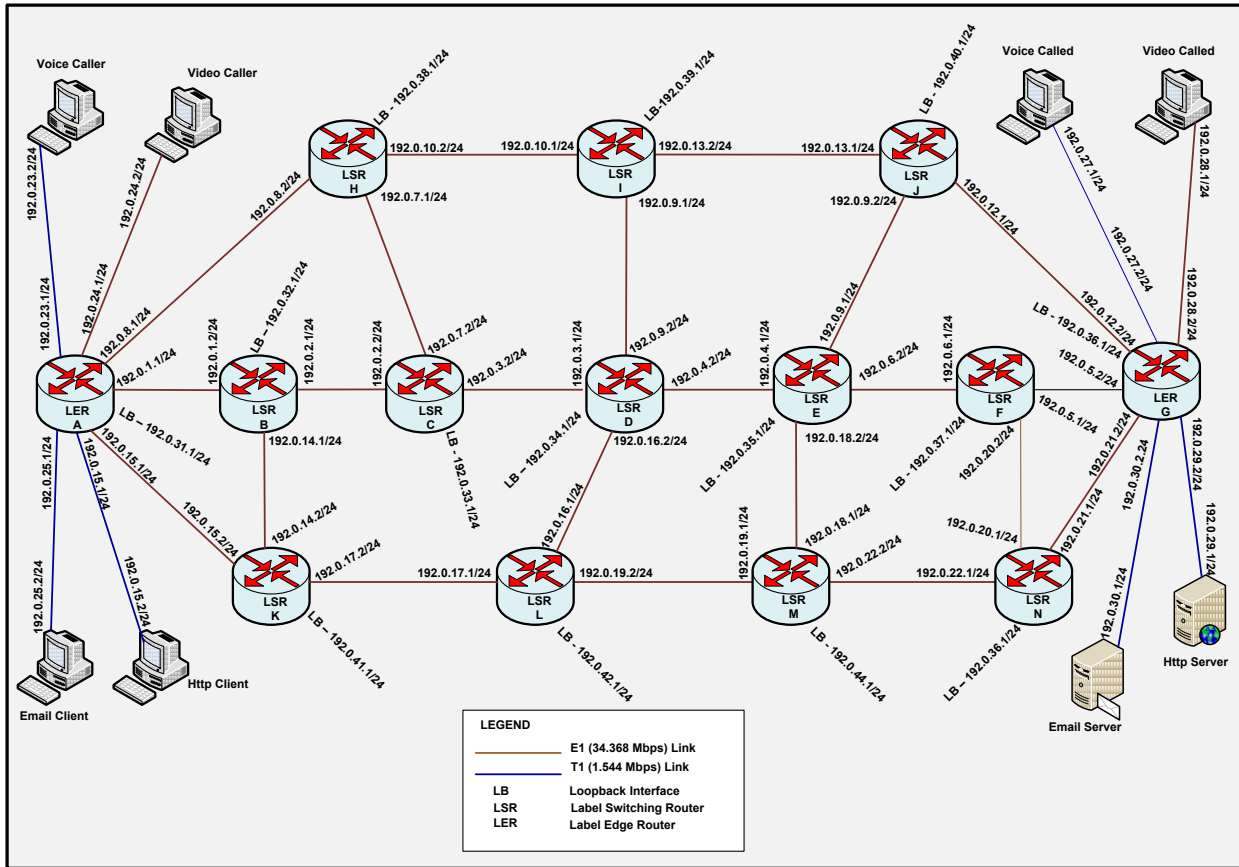 Voice Caller
Video Caller
Voice Called
Video Called
LB - 192.0.38.1/24
LB-192.0.39.1/24
LB - 192.0.40.1/24
192.0.23.2/24
192.0.24.2/24
192.0.8.2/24
LSR
H
192.0.10.2/24
192.0.10.1/24
LSR
I
192.0.13.2/24
192.0.13.1/24
LSR
J
192.0.27.1/24
192.0.28.1/24
192.0.7.1/24
192.0.9.1/24
192.0.9.2/24
192.0.12.1/24
192.0.27.2/24
192.0.23.1/24
192.0.24.1/24
192.0.8.1/24
192.0.1.1/24
192.0.1.2/24
LB – 192.0.32.1/24
192.0.2.1/24
192.0.2.2/24
192.0.7.2/24
192.0.3.2/24
192.0.3.1/24
192.0.9.2/24
192.0.4.2/24
192.0.4.1/24
192.0.9.1/24
192.0.6.2/24
192.0.6.1/24
192.0.12.2/24
LB - 192.0.36.1/24
192.0.28.2/24
192.0.5.2/24
192.0.5.1/24
LER
A
LSR
B
LSR
C
LSR
D
LSR
E
LSR
F
LER
G
LB – 192.0.31.1/24
192.0.25.1/24
192.0.15.1/24
192.0.15.1/24
192.0.14.1/24
LB - 192.0.33.1/24
LB – 192.0.34.1/24
192.0.16.2/24
LB - 192.0.35.1/24
192.0.18.2/24
LB - 192.0.37.1/24
192.0.20.2/24
192.0.21.2/24
192.0.30.2.24
192.0.29.2/24
192.0.15.2/24
192.0.14.2/24
192.0.17.2/24
192.0.17.1/24
192.0.16.1/24
192.0.19.2/24
192.0.19.1/24
192.0.18.1/24
192.0.22.2/24
192.0.22.1/24
192.0.20.1/24
192.0.21.1/24
192.0.29.1/24
LSR
K
LSR
L
LSR
M
LSR
N
192.0.25.2/24
192.0.15.2/24
LB – 192.0.41.1/24
LB - 192.0.42.1/24
LB - 192.0.44.1/24
LB – 192.0.36.1/24
192.0.30.1/24
Http Server
Http Client
Email Client
Email Server
LEGEND
E1 (34.368 Mbps) Link
T1 (1.544 Mbps) Link
LB Loopback Interface
LSR Label Switching Router
LER Label Edge Router